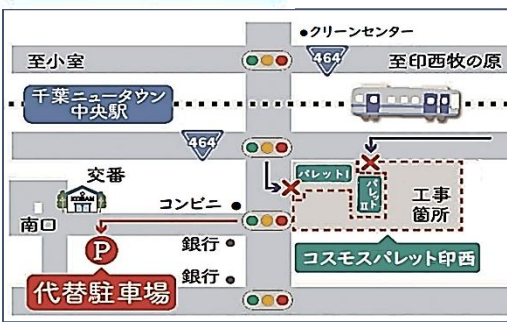 クリーンセンター
464
至小室
至印西牧の原
千葉ニュータウン
中央駅
464
パレットⅠ
パレットⅡ
工事
箇所
交番
KOBAN
コンビニ
南口
P
銀行
コスモスパレット印西
銀行
代替駐車場